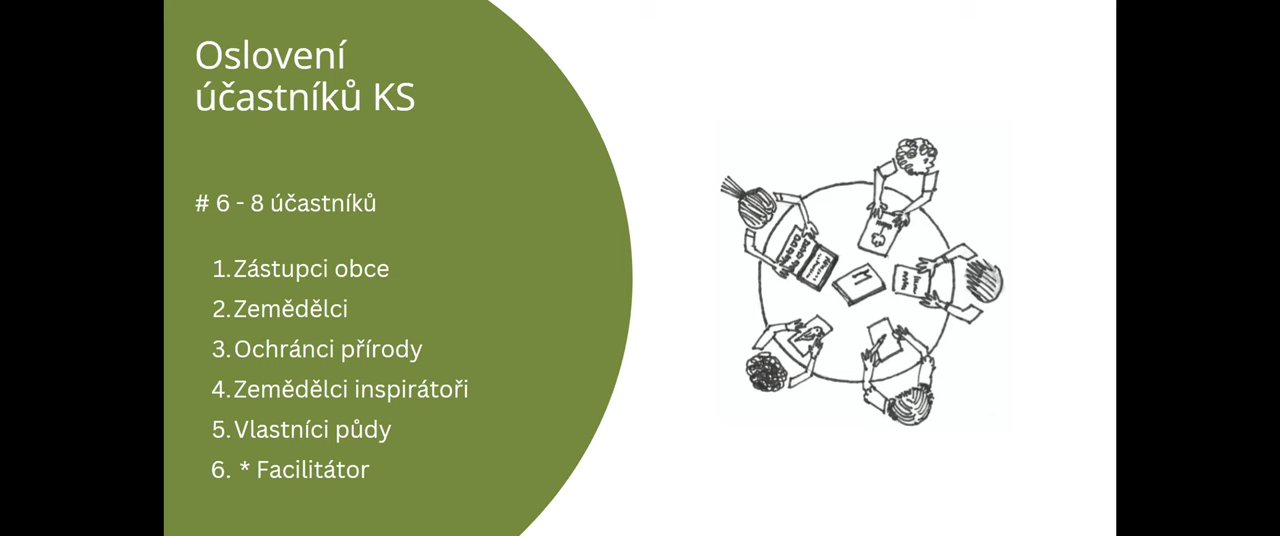 Oslovení
účastníků KS
# 6 - 8 účastníků
1. Zástupci obce
2. Zemědělci
3. Ochránci přírody
4. Zemědělci inspirátoři
5. Vlastníci půdy
6. * Facilitátor